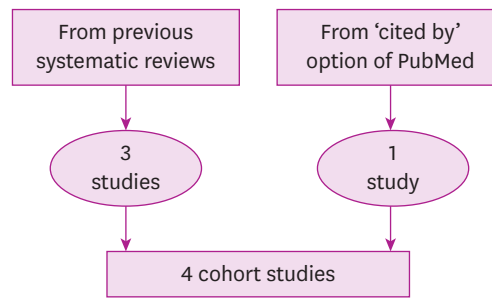 From previous
systematic reviews
From ‘cited by’
option of PubMed
3
studies
1
study
4 cohort studies